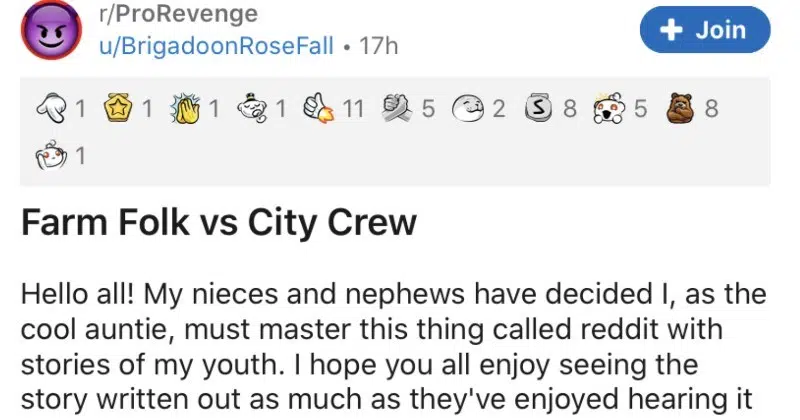 r/ProRevenge
u/BrigadoonRoseFall • 17h
+ Join
1 1 1 1 11 5 2 S 8 5 8
1
Farm Folk vs City Crew
Hello all! My nieces and nephews have decided I, as the
cool auntie, must master this thing called reddit with
stories of my youth. I hope you all enjoy seeing the
story written out as much as they've enjoyed hearing it